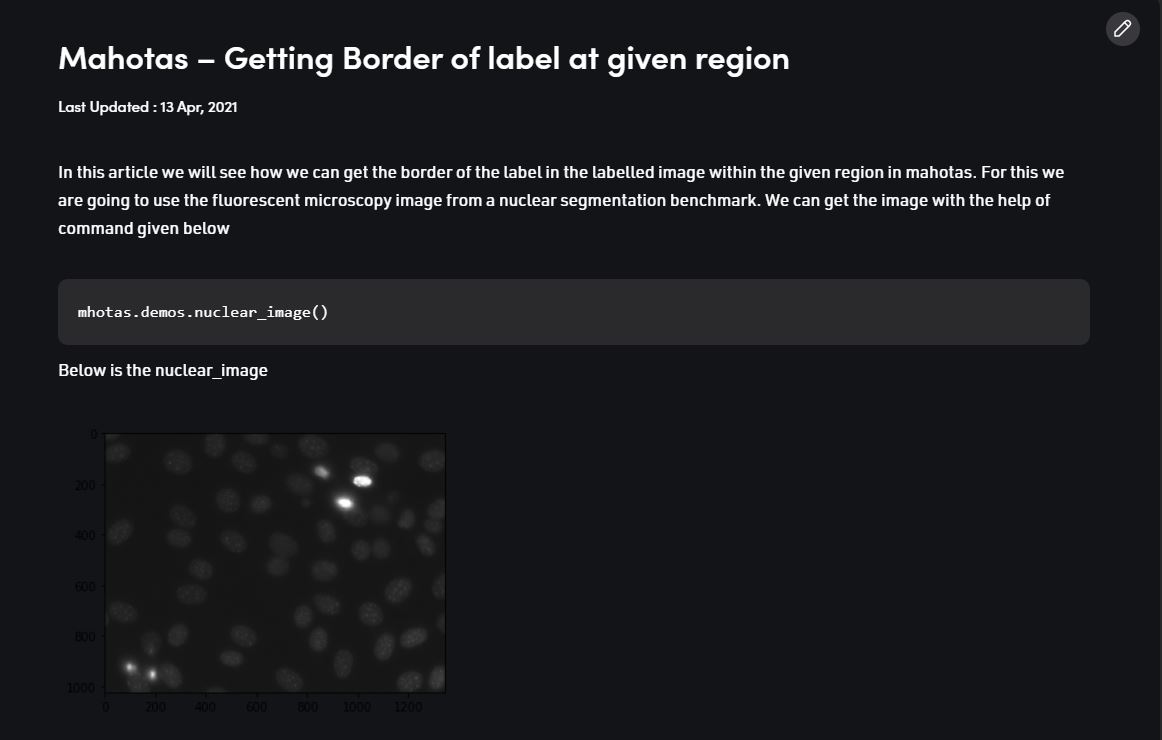 Mahotas – Getting Border of label at given region
Last Updated : 13 Apr, 2021
In this article we will see how we can get the border of the label in the labelled image within the given region in mahotas. For this we
are going to use the fluorescent microscopy image from a nuclear segmentation benchmark. We can get the image with the help of
command given below
mhotas.demos.nuclear_image()
Below is the nuclear_image
0
200
400
600
800
1000
0 200 400 600 800 1000 1200